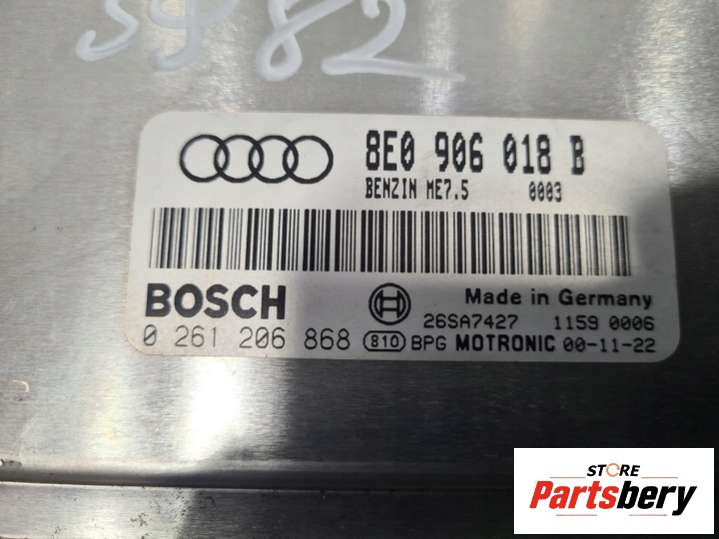 5982
8E0 906 018 B
BENZIN ME7.5 0003
BOSCH
Made in Germany
0 261 206 868
26SA7427 1159 0006
810 BPG MOTRONIC 00-11-22
STORE
Partsbery